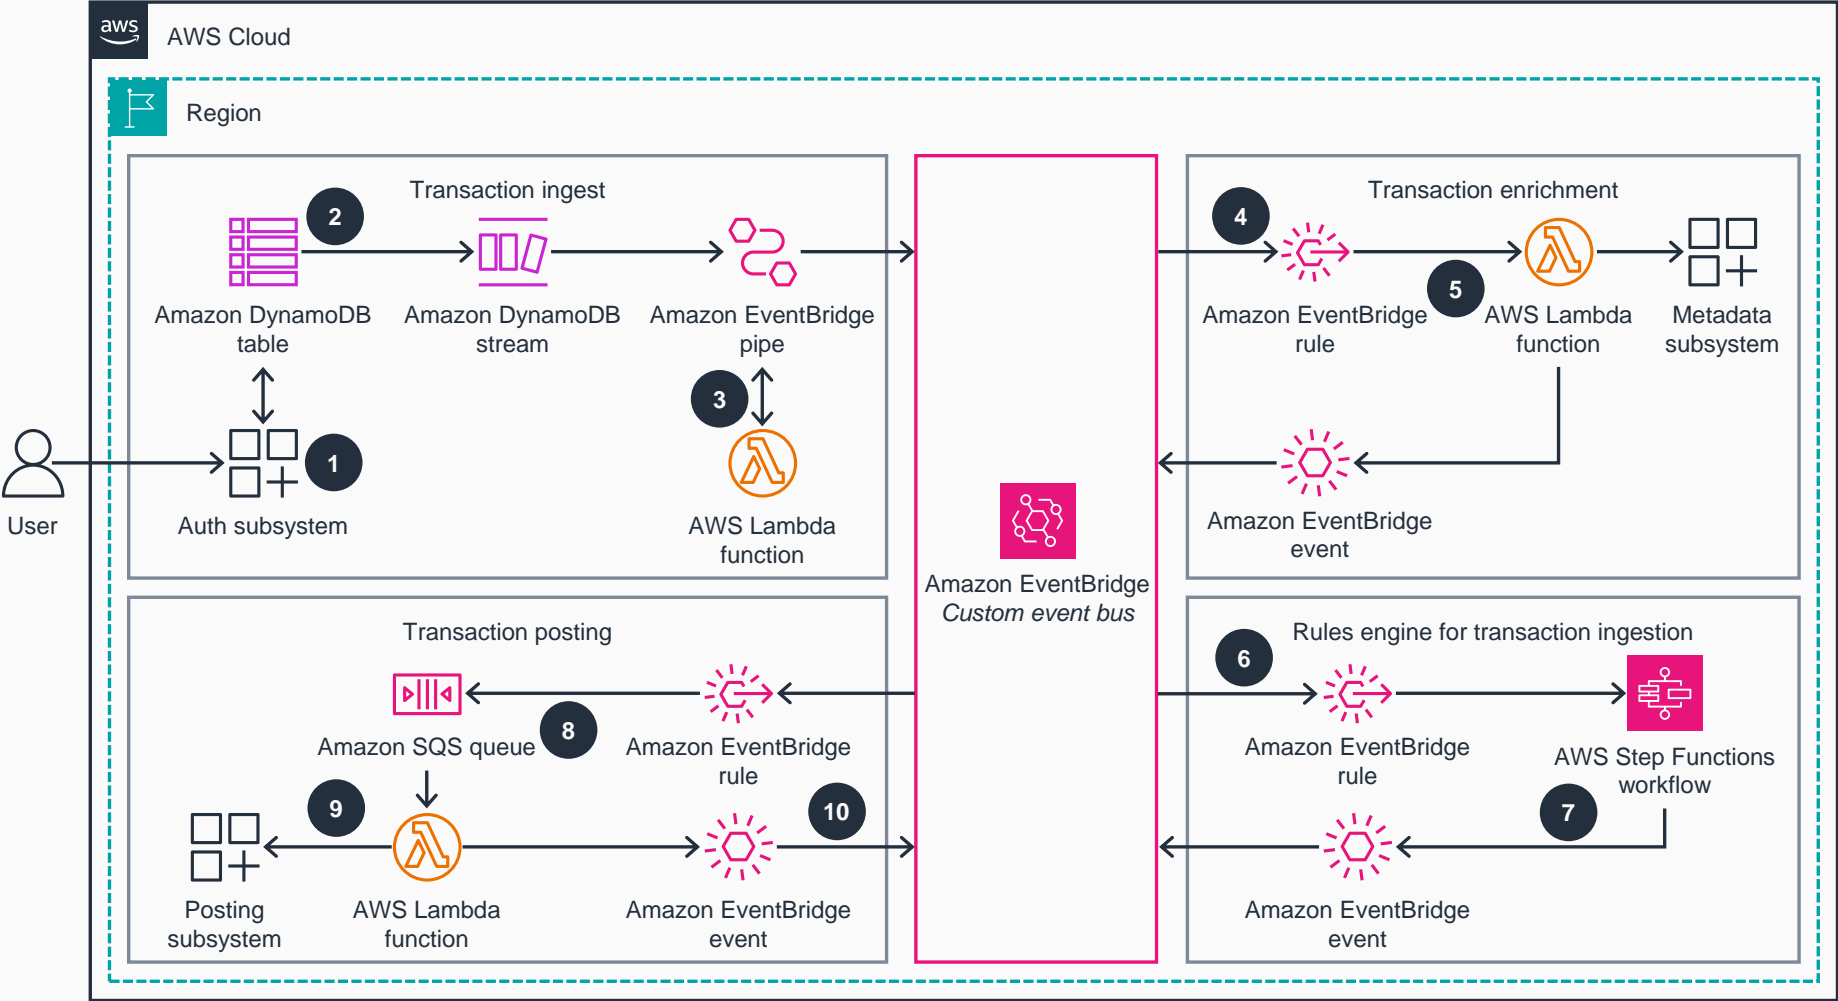 aws
AWS Cloud
Region
Transaction ingest
2
Amazon DynamoDB
table
Amazon DynamoDB
stream
Amazon EventBridge
pipe
3
1
User
Auth subsystem
AWS Lambda
function
Amazon EventBridge
Custom event bus
Transaction enrichment
4
5
Amazon EventBridge
rule
AWS Lambda
function
Metadata
subsystem
Amazon EventBridge
event
Rules engine for transaction ingestion
6
Amazon EventBridge
rule
AWS Step Functions
workflow
7
Amazon EventBridge
event
Transaction posting
8
Amazon SQS queue
Amazon EventBridge
rule
9
10
Posting
subsystem
AWS Lambda
function
Amazon EventBridge
event